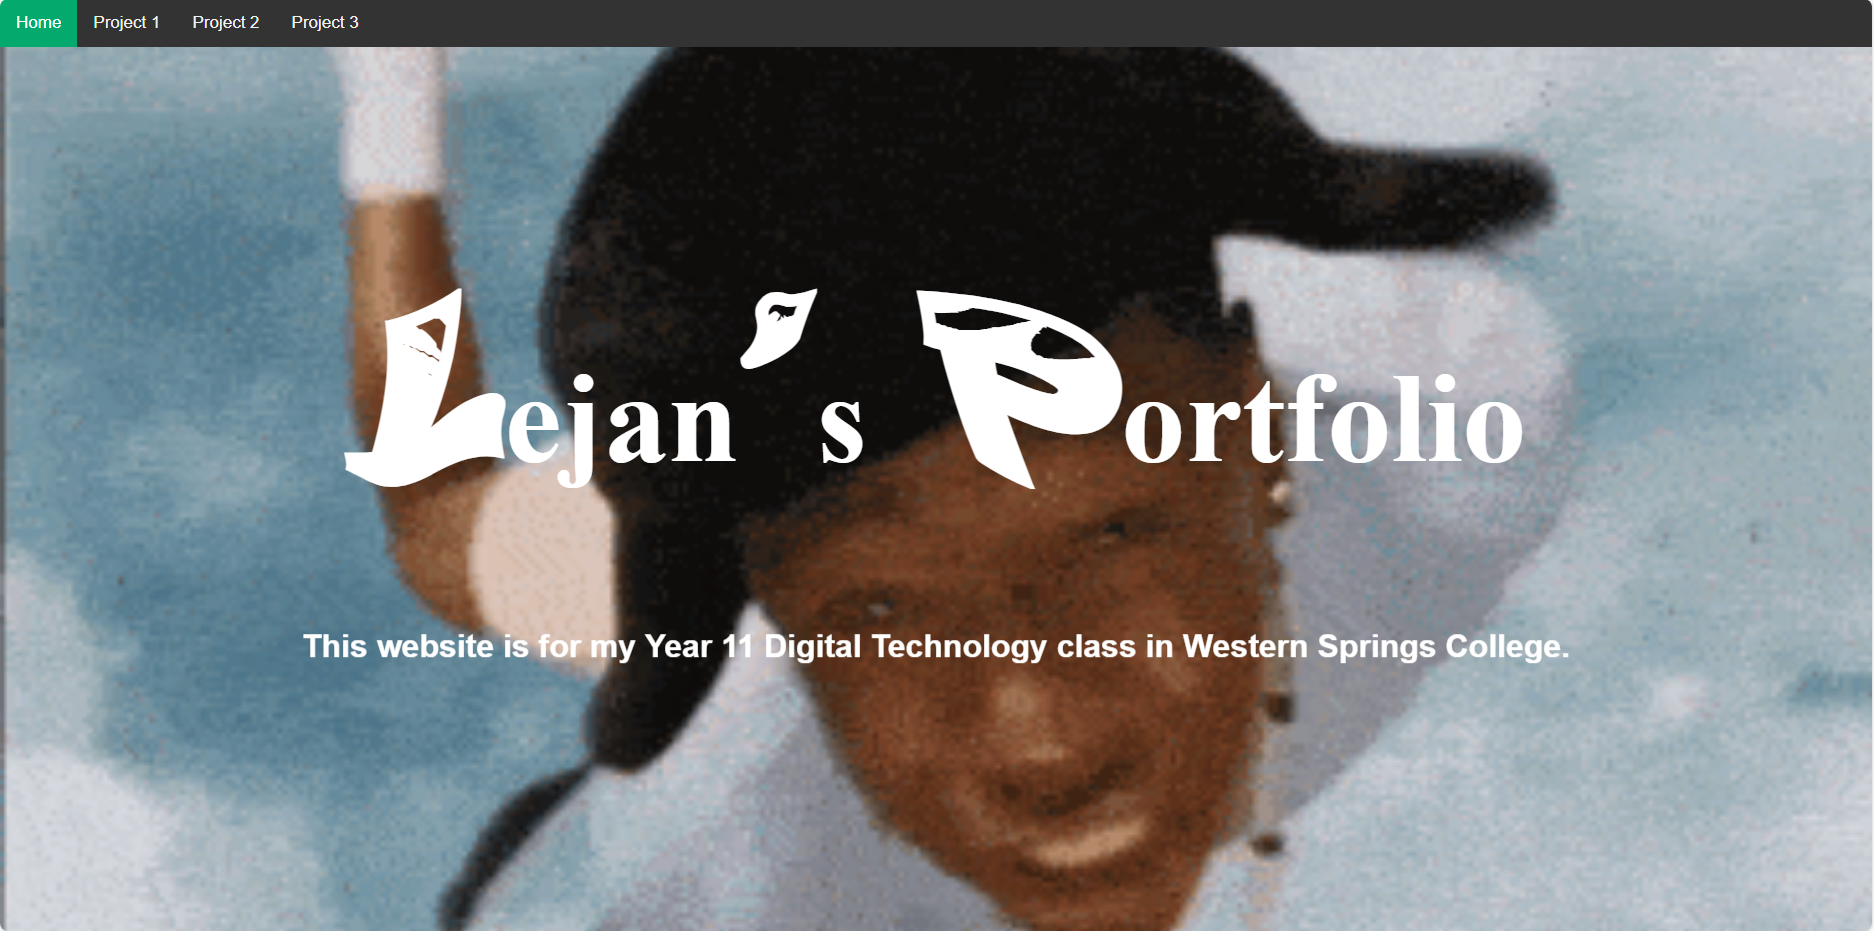 Home Project 1 Project 2 Project 3
Lejan's Portfolio
This website is for my Year 11 Digital Technology class in Western Springs College.